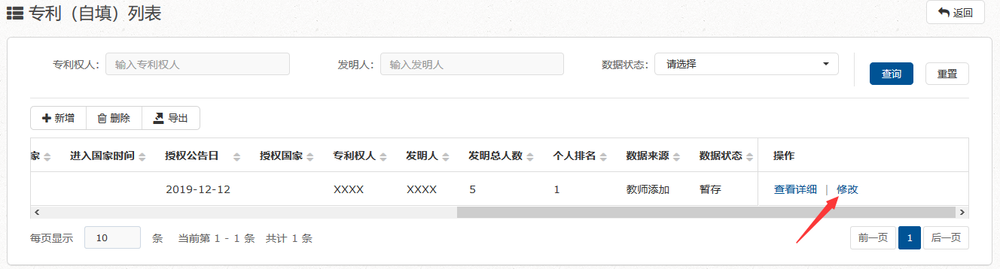 专利（自填）列表
返回
专利权人： 输入专利权人 发明人： 输入发明人 数据状态： 请选择
查询 重置
新增 删除 导出
家 进入国家时间 授权公告日 授权国家 专利权人 发明人 发明总人数 个人排名 数据来源 数据状态 操作
2019-12-12 XXXX XXXX 5 1 教师添加 暂存 查看详细 | 修改
每页显示 10 条 当前第 1 - 1 条 共计 1 条 前一页 1 后一页